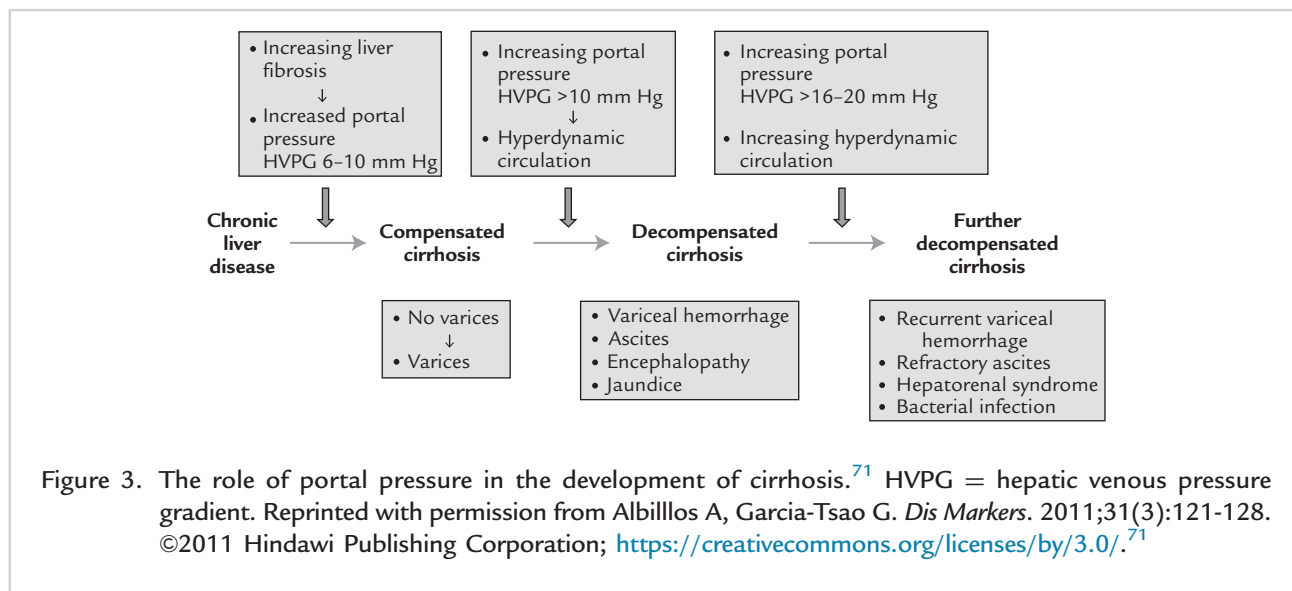 • Increasing liver
fibrosis
↓
• Increased portal
pressure
HVPG 6–10 mm Hg
• Increasing portal
pressure
HVPG >10 mm Hg
↓
• Hyperdynamic
circulation
• Increasing portal
pressure
HVPG >16–20 mm Hg
• Increasing hyperdynamic
circulation
Chronic
liver
disease
Compensated
cirrhosis
Decompensated
cirrhosis
Further
decompensated
cirrhosis
• No varices
↓
• Varices
• Variceal hemorrhage
• Ascites
• Encephalopathy
• Jaundice
• Recurrent variceal
hemorrhage
• Refractory ascites
• Hepatorenal syndrome
• Bacterial infection
Figure 3. The role of portal pressure in the development of cirrhosis.71 HVPG = hepatic venous pressure
gradient. Reprinted with permission from Albilllos A, Garcia-Tsao G. Dis Markers. 2011;31(3):121-128.
©2011 Hindawi Publishing Corporation; https://creativecommons.org/licenses/by/3.0/.71